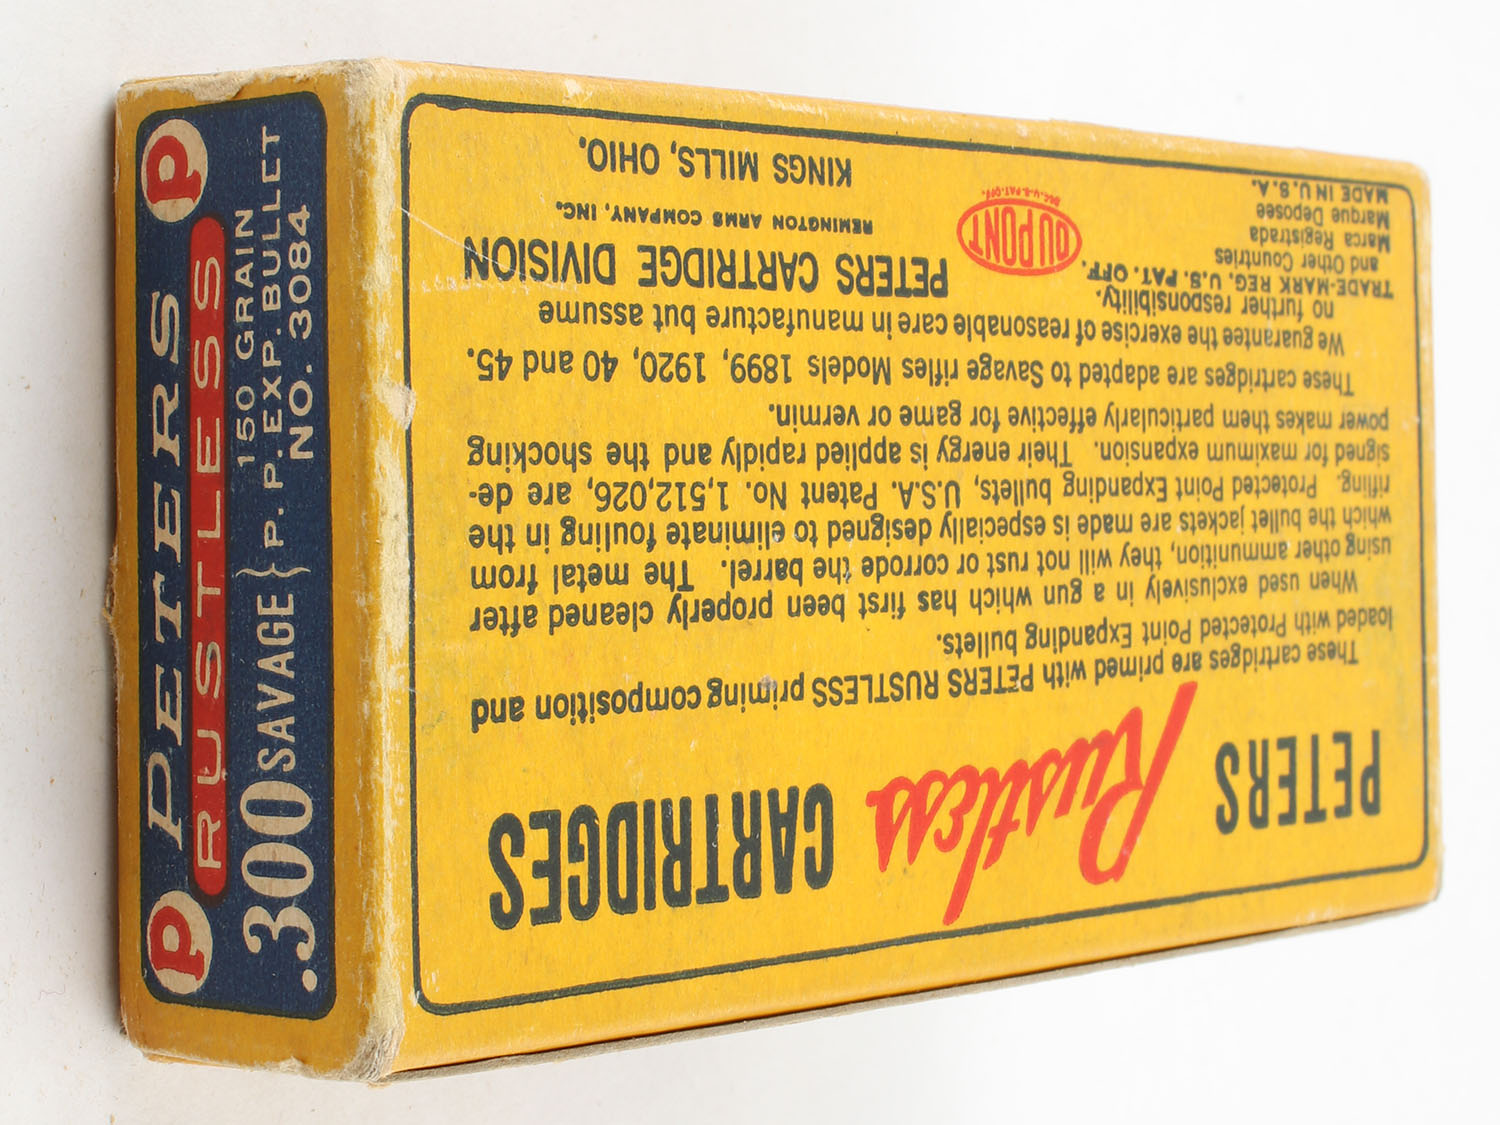 P PETERS P
RUSTLESS
.300 SAVAGE } 150 GRAIN
P. P. EXP. BULLET
NO. 3084
PETERS Rustless CARTRIDGES
These cartridges are primed with PETERS RUSTLESS priming composition and
loaded with Protected Point Expanding bullets.
When used exclusively in a gun which has first been properly cleaned after
using other ammunition, they will not rust or corrode the barrel. The metal from
which the bullet jackets are made is especially designed to eliminate fouling in the
rifling. Protected Point Expanding bullets, U.S.A. Patent No. 1,512,026, are de-
signed for maximum expansion. Their energy is applied rapidly and the shocking
power makes them particularly effective for game or vermin.
These cartridges are adapted to Savage rifles Models 1899, 1920, 40 and 45.
We guarantee the exercise of reasonable care in manufacture but assume
no further responsibility.
TRADE-MARK REG. U.S. PAT. OFF.
and Other Countries
Marca Registrada
Marque Deposee
MADE IN U.S.A.
DU PONT
REG. U.S. PAT. OFF.
PETERS CARTRIDGE DIVISION
REMINGTON ARMS COMPANY, INC.
KINGS MILLS, OHIO.